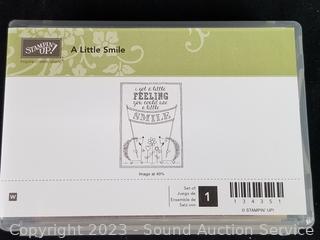 STAMPIN' UP!
A Little Smile
i got a little
FEELING
you could use
a little
SMILE
Image at 40%
W
Set of
Juego de
Ensemble de
Satz von
1
134351
© STAMPIN' UP!
Copyright 2023 - Sound Auction Service